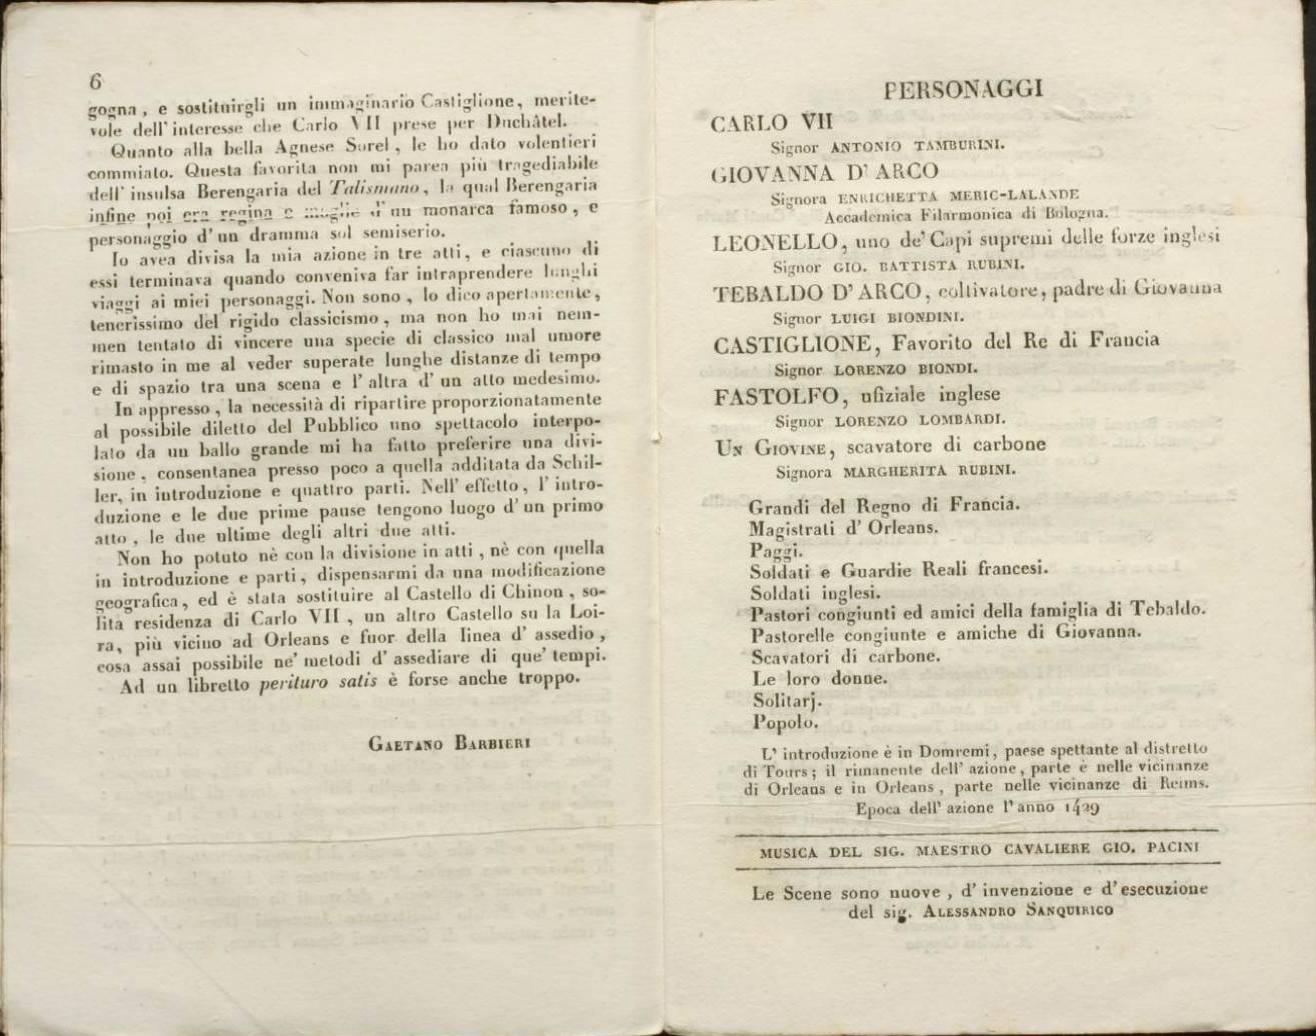 6
gogna, e sostituirgli un immaginario Castiglione, merite-
vole dell' interesse che Carlo VII prese per Duchâtel.
Quanto alla bella Agnese Sorel, le ho dato volentieri
commiato. Questa favorita non mi parea più tragediabile
dell' insulsa Berengaria del Talismano, la qual Berengaria
infine poi era regina e moglie d' un monarca famoso, e
personaggio d' un dramma sol semiserio.
Io avea divisa la mia azione in tre atti, e ciascuno di
essi terminava quando conveniva far intraprendere lunghi
viaggi ai miei personaggi. Non sono, lo dico apertamente,
tenerissimo del rigido classicismo, ma non ho mai nem-
men tentato di vincere una specie di classico mal umore
rimasto in me al veder superate lunghe distanze di tempo
e di spazio tra una scena e l' altra d' un atto medesimo.
In appresso, la necessità di ripartire proporzionatamente
al possibile diletto del Pubblico uno spettacolo interpo-
lato da un ballo grande mi ha fatto preferire una divi-
sione, consentanea presso poco a quella additata da Schil-
ler, in introduzione e quattro parti. Nell' effetto, l' intro-
duzione e le due prime pause tengono luogo d' un primo
atto, le due ultime degli altri due atti.
Non ho potuto nè con la divisione in atti, nè con quella
in introduzione e parti, dispensarmi da una modificazione
geografica, ed è stata sostituire al Castello di Chinon, so-
lita residenza di Carlo VII, un altro Castello su la Loi-
ra, più vicino ad Orleans e fuor della linea d' assedio,
cosa assai possibile ne' metodi d' assediare di que' tempi.
Ad un libretto perituro satis è forse anche troppo.
GAETANO BARBIERI
PERSONAGGI
CARLO VII
Signor ANTONIO TAMBURINI.
GIOVANNA D' ARCO
Signora ENRICHETTA MERIC-LALANDE
Accademica Filarmonica di Bologna.
LEONELLO, uno de' Capi supremi delle forze inglesi
Signor GIO. BATTISTA RUBINI.
TEBALDO D' ARCO, coltivatore, padre di Giovanna
Signor LUIGI BIONDINI.
CASTIGLIONE, Favorito del Re di Francia
Signor LORENZO BIONDI.
FASTOLFO, ufiziale inglese
Signor LORENZO LOMBARDI.
UN GIOVINE, scavatore di carbone
Signora MARGHERITA RUBINI.
Grandi del Regno di Francia.
Magistrati d' Orleans.
Paggi.
Soldati e Guardie Reali francesi.
Soldati inglesi.
Pastori congiunti ed amici della famiglia di Tebaldo.
Pastorelle congiunte e amiche di Giovanna.
Scavatori di carbone.
Le loro donne.
Solitarj.
Popolo.
L' introduzione è in Domremi, paese spettante al distretto
di Tours; il rimanente dell' azione, parte è nelle vicinanze
di Orleans e in Orleans, parte nelle vicinanze di Reims.
Epoca dell' azione l' anno 1429
MUSICA DEL SIG. MAESTRO CAVALIERE GIO. PACINI
Le Scene sono nuove, d' invenzione e d' esecuzione
del sig. ALESSANDRO SANQUIRICO